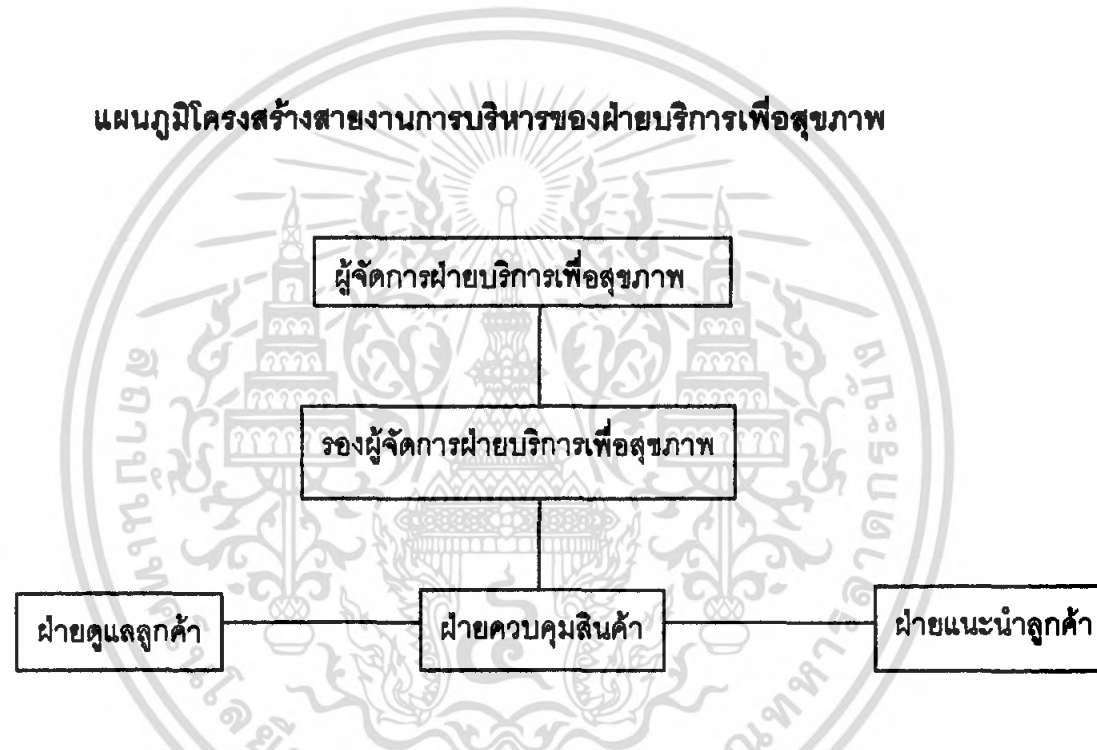 แผนภูมิโครงสร้างสายงานการบริหารของฝ่ายบริการเพื่อสุขภาพ
ผู้จัดการฝ่ายบริการเพื่อสุขภาพ
รองผู้จัดการฝ่ายบริการเพื่อสุขภาพ
ฝ่ายดูแลลูกค้า
ฝ่ายควบคุมสินค้า
ฝ่ายแนะนำลูกค้า